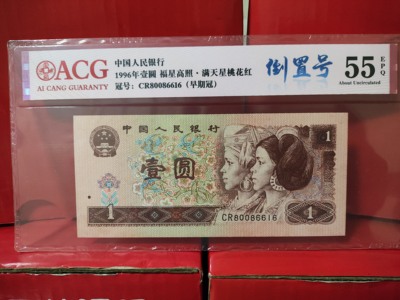 ACG
AI CANG GUARANTY
中国人民银行
1996年壹圆 福星高照·满天星桃花红
冠号：CR80086616（早期冠）
倒置号
55
EPQ
About Uncirculated
中国人民银行
1
壹圆
1
CR80086616
1